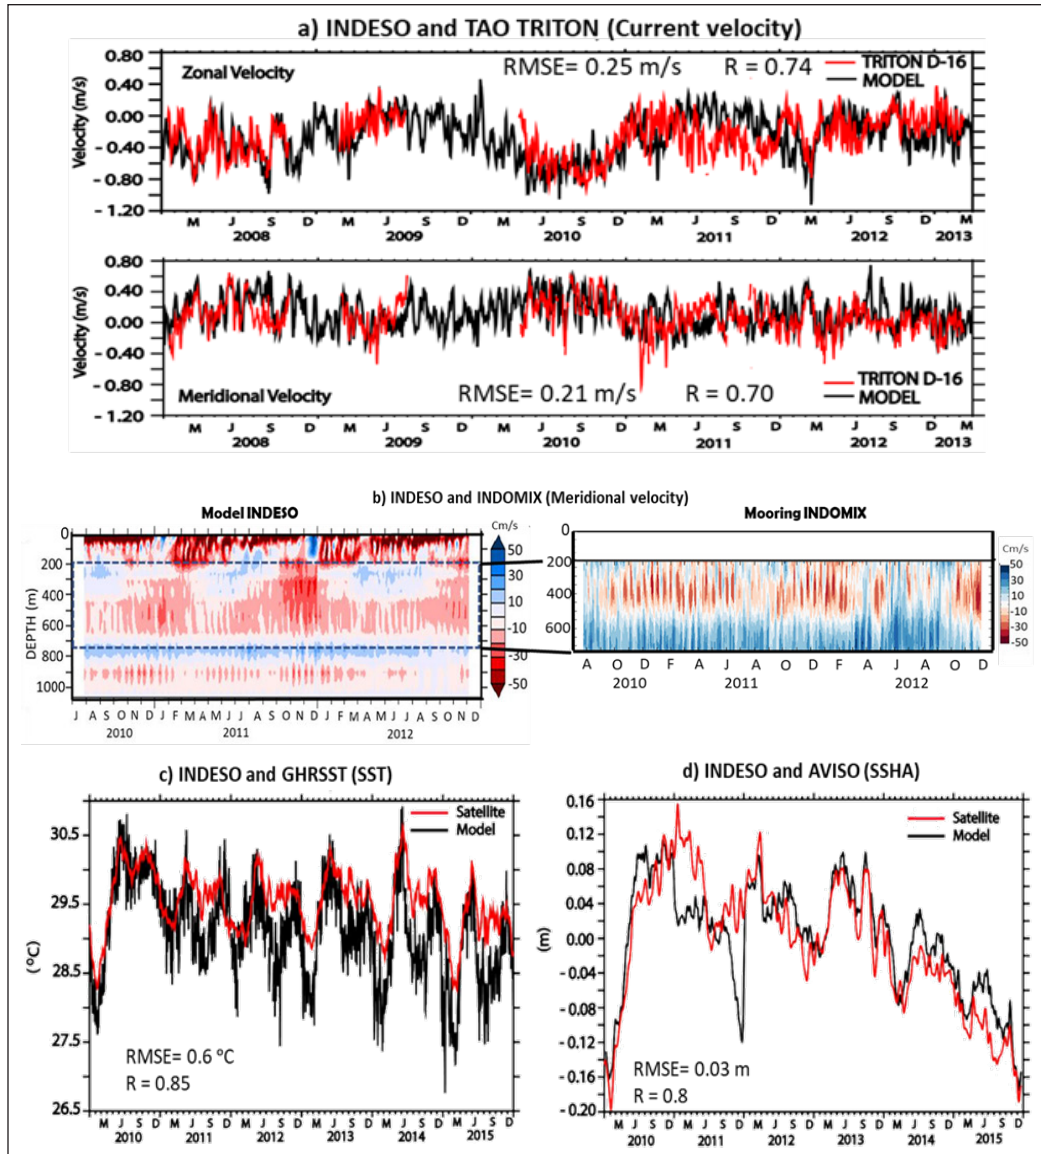 a) INDESO and TAO TRITON (Current velocity)
Zonal Velocity
RMSE= 0.25 m/s R = 0.74
TRITON D-16
MODEL
Velocity (m/s)
0.80
0.40
0.00
-0.40
-0.80
-1.20
M J S D M J S D M J S D M J S D M J S D M
2008 2009 2010 2011 2012 2013
Velocity (m/s)
0.80
0.40
0.00
-0.40
-0.80
-1.20
Meridional Velocity
RMSE= 0.21 m/s R = 0.70
TRITON D-16
MODEL
M J S D M J S D M J S D M J S D M J S D M
2008 2009 2010 2011 2012 2013
b) INDESO and INDOMIX (Meridional velocity)
Model INDESO
Cm/s
DEPTH (m)
0
200
400
600
800
1000
50
30
10
-10
-30
-50
J A S O N D J F M A M J J A S O N D J F M A M J J A S O N D
2010 2011 2012
Mooring INDOMIX
0
200
400
600
Cm/s
50
30
10
-10
-30
-50
A O D F A J A O D F A J A O D
2010 2011 2012
c) INDESO and GHRSST (SST)
Satellite
Model
(°C)
30.5
29.5
28.5
27.5
26.5
RMSE= 0.6 °C
R = 0.85
M J S D M J S D M J S D M J S D M J S D M J S D
2010 2011 2012 2013 2014 2015
d) INDESO and AVISO (SSHA)
Satellite
Model
(m)
0.16
0.12
0.08
0.04
0.00
-0.04
-0.08
-0.12
-0.16
-0.20
RMSE= 0.03 m
R = 0.8
M J S D M J S D M J S D M J S D M J S D M J S D
2010 2011 2012 2013 2014 2015